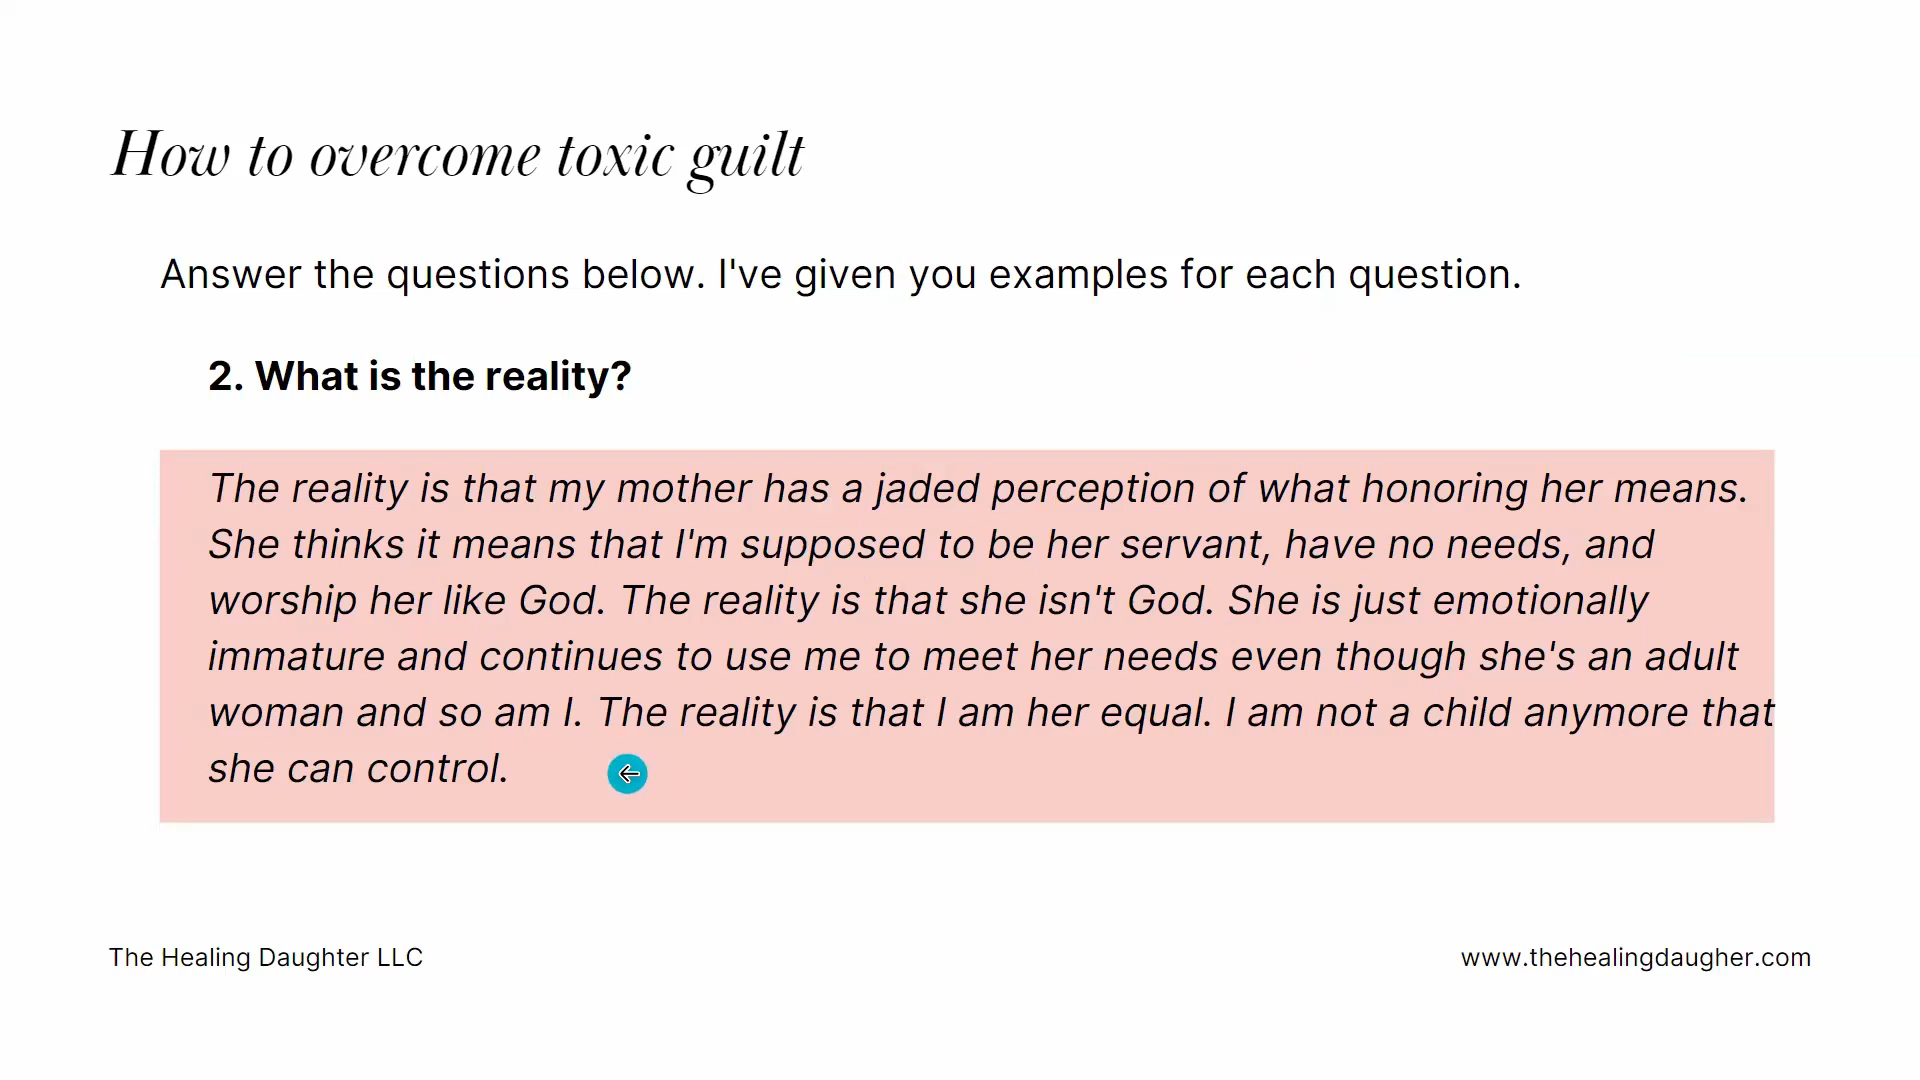 How to overcome toxic guilt
Answer the questions below. I've given you examples for each question.
2. What is the reality?
The reality is that my mother has a jaded perception of what honoring her means.
She thinks it means that I'm supposed to be her servant, have no needs, and
worship her like God. The reality is that she isn't God. She is just emotionally
immature and continues to use me to meet her needs even though she's an adult
woman and so am I. The reality is that I am her equal. I am not a child anymore that
she can control.
The Healing Daughter LLC
www.thehealingdaugher.com